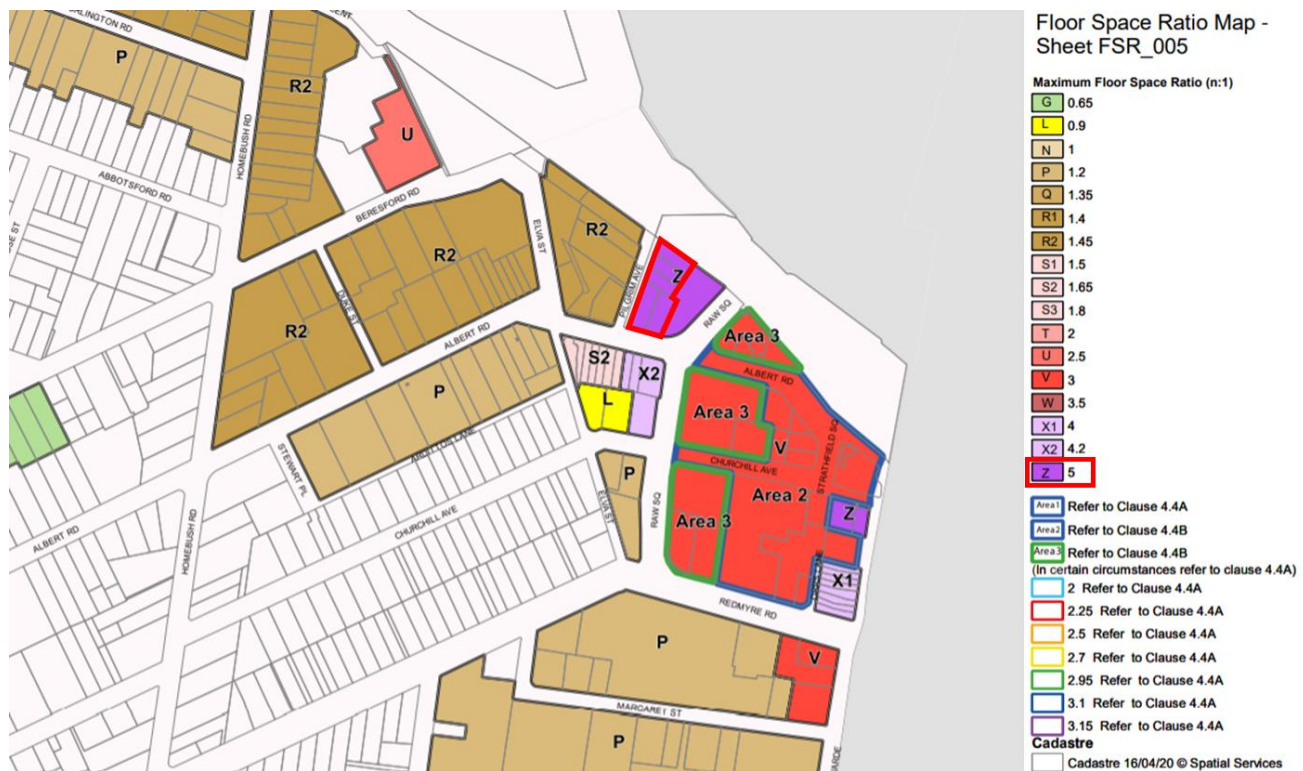 Floor Space Ratio Map -
Sheet FSR_005
Maximum Floor Space Ratio (n:1)
G 0.65
L 0.9
N 1
P 1.2
Q 1.35
R1 1.4
R2 1.45
S1 1.5
S2 1.65
S3 1.8
T 2
U 2.5
V 3
W 3.5
X1 4
X2 4.2
Z 5
Area1 Refer to Clause 4.4A
Area2 Refer to Clause 4.4B
Area3 Refer to Clause 4.4B
(In certain circumstances refer to clause 4.4A)
2 Refer to Clause 4.4A
2.25 Refer to Clause 4.4A
2.5 Refer to Clause 4.4A
2.7 Refer to Clause 4.4A
2.95 Refer to Clause 4.4A
3.1 Refer to Clause 4.4A
3.15 Refer to Clause 4.4A
Cadastre
Cadastre 16/04/20 © Spatial Services
P
R2
HOMEBUSH RD
U
ABBOTSFORD RD
BERESFORD RD
R2
ELVA ST
R2
PILGRIM AVE
Z
RAW SQ
R2
DUKE ST
ALBERT RD
P
S2
X2
L
Area 3
ALBERT RD
Area 3
V
CHURCHILL AVE
STRATHFIELD SQ
Area 2
Z
Area 3
X1
STEWART PL
CHURCHILL AVE
P
ELVA ST
RAW SQ
ALBERT RD
HOMEBUSH RD
REDMYRE RD
P
V
MARGARET ST
P